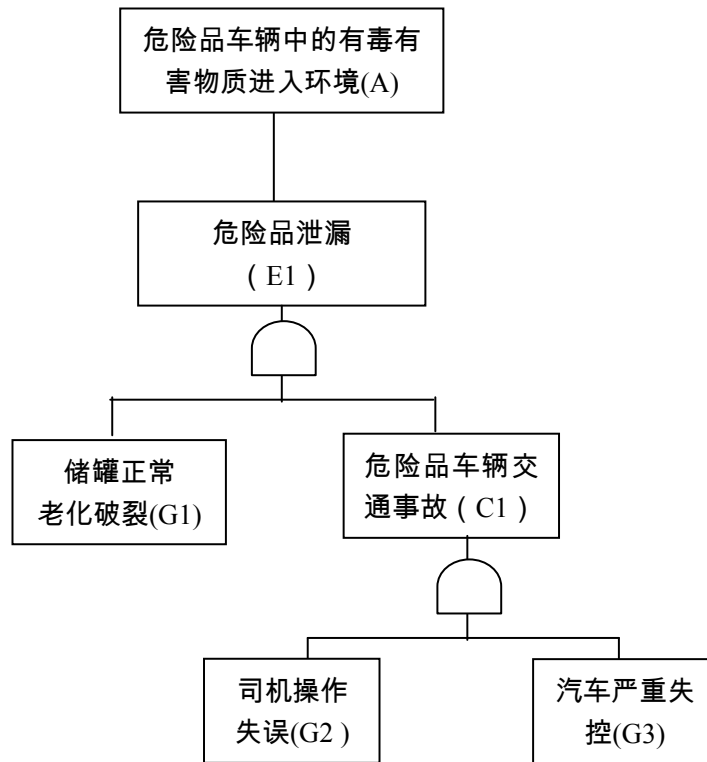 危险品车辆中的有毒有
害物质进入环境(A)
危险品泄漏
（E1）
储罐正常
老化破裂(G1)
危险品车辆交
通事故（C1）
司机操作
失误(G2 )
汽车严重失
控(G3)